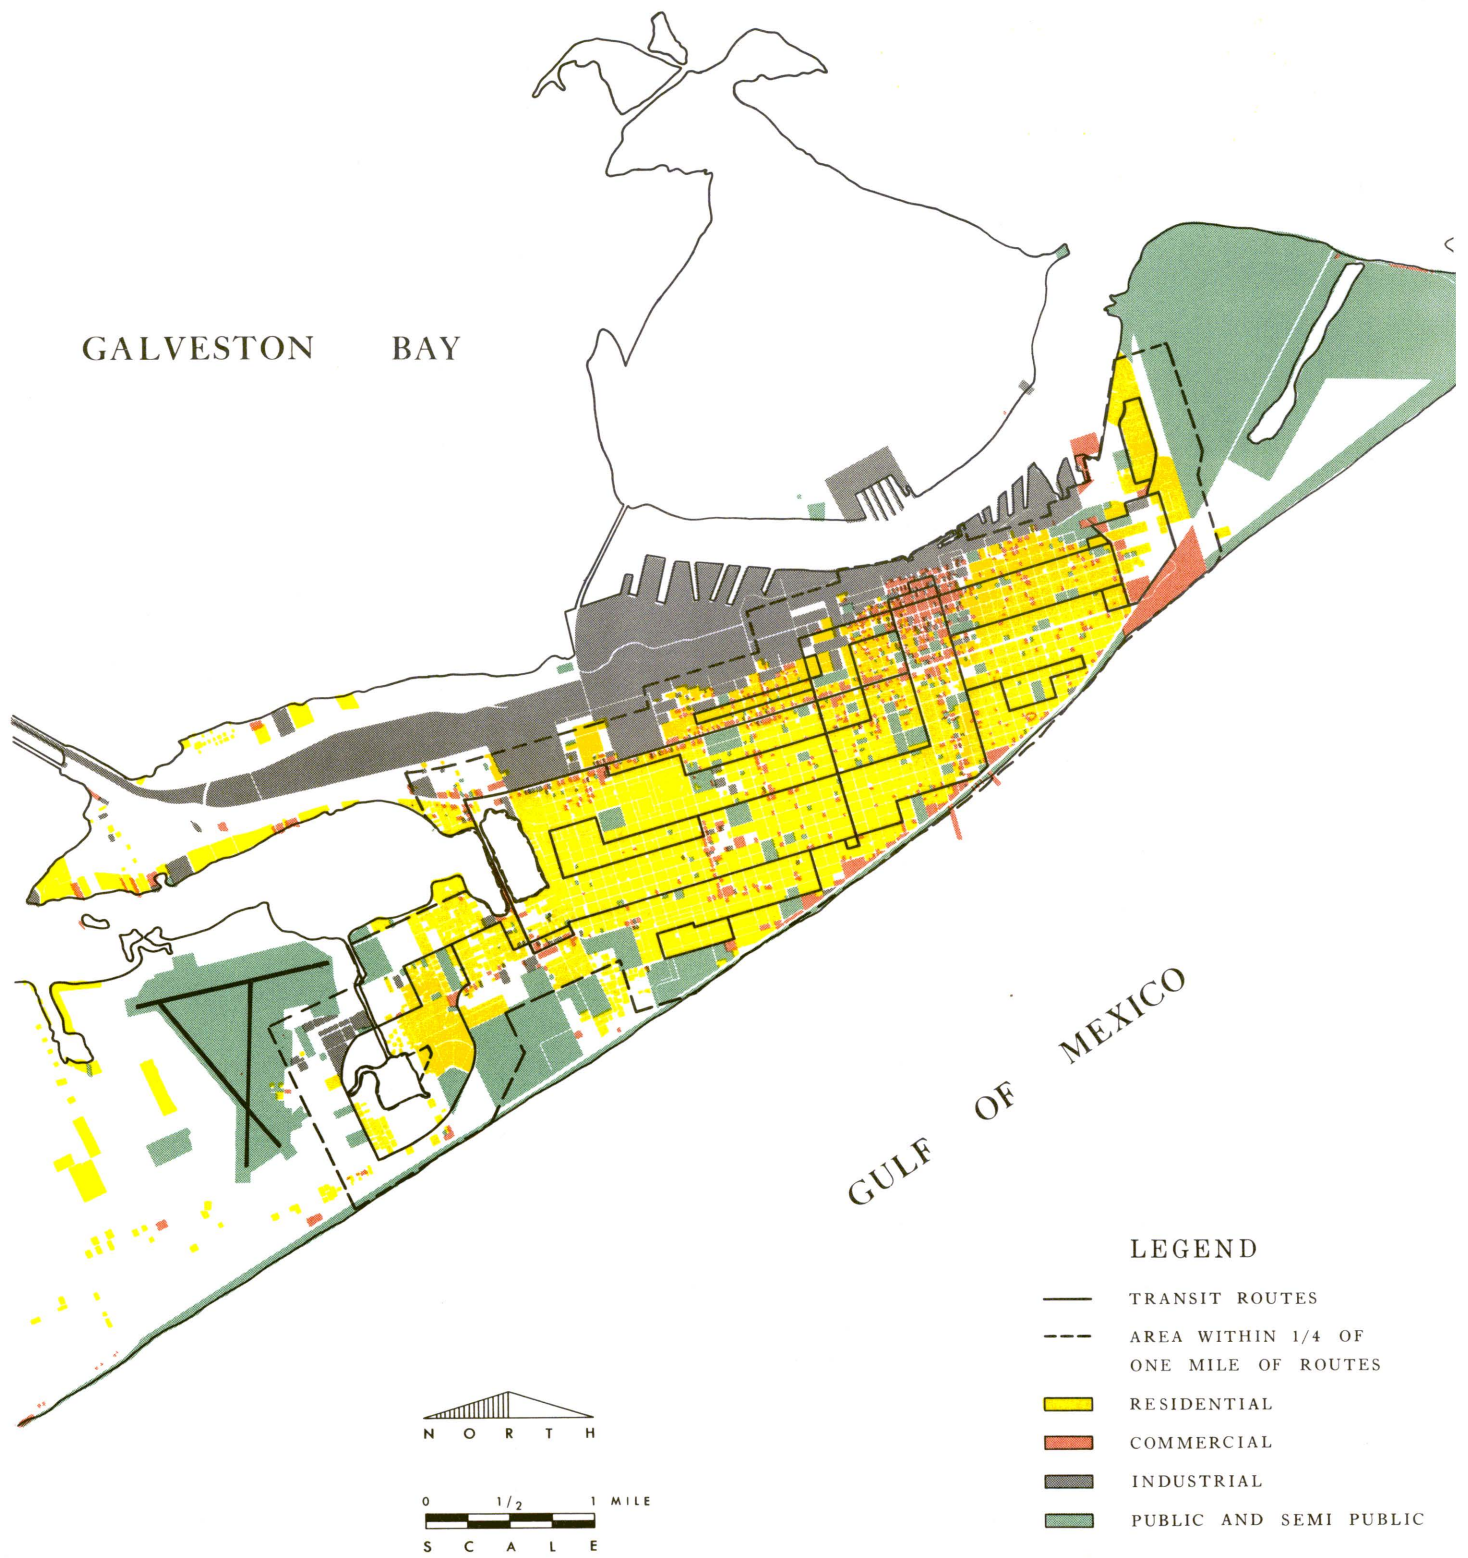 GALVESTON BAY
GULF OF MEXICO
LEGEND
TRANSIT ROUTES
AREA WITHIN 1/4 OF
ONE MILE OF ROUTES
RESIDENTIAL
COMMERCIAL
INDUSTRIAL
PUBLIC AND SEMI PUBLIC
NORTH
0 1/2 1 MILE
SCALE